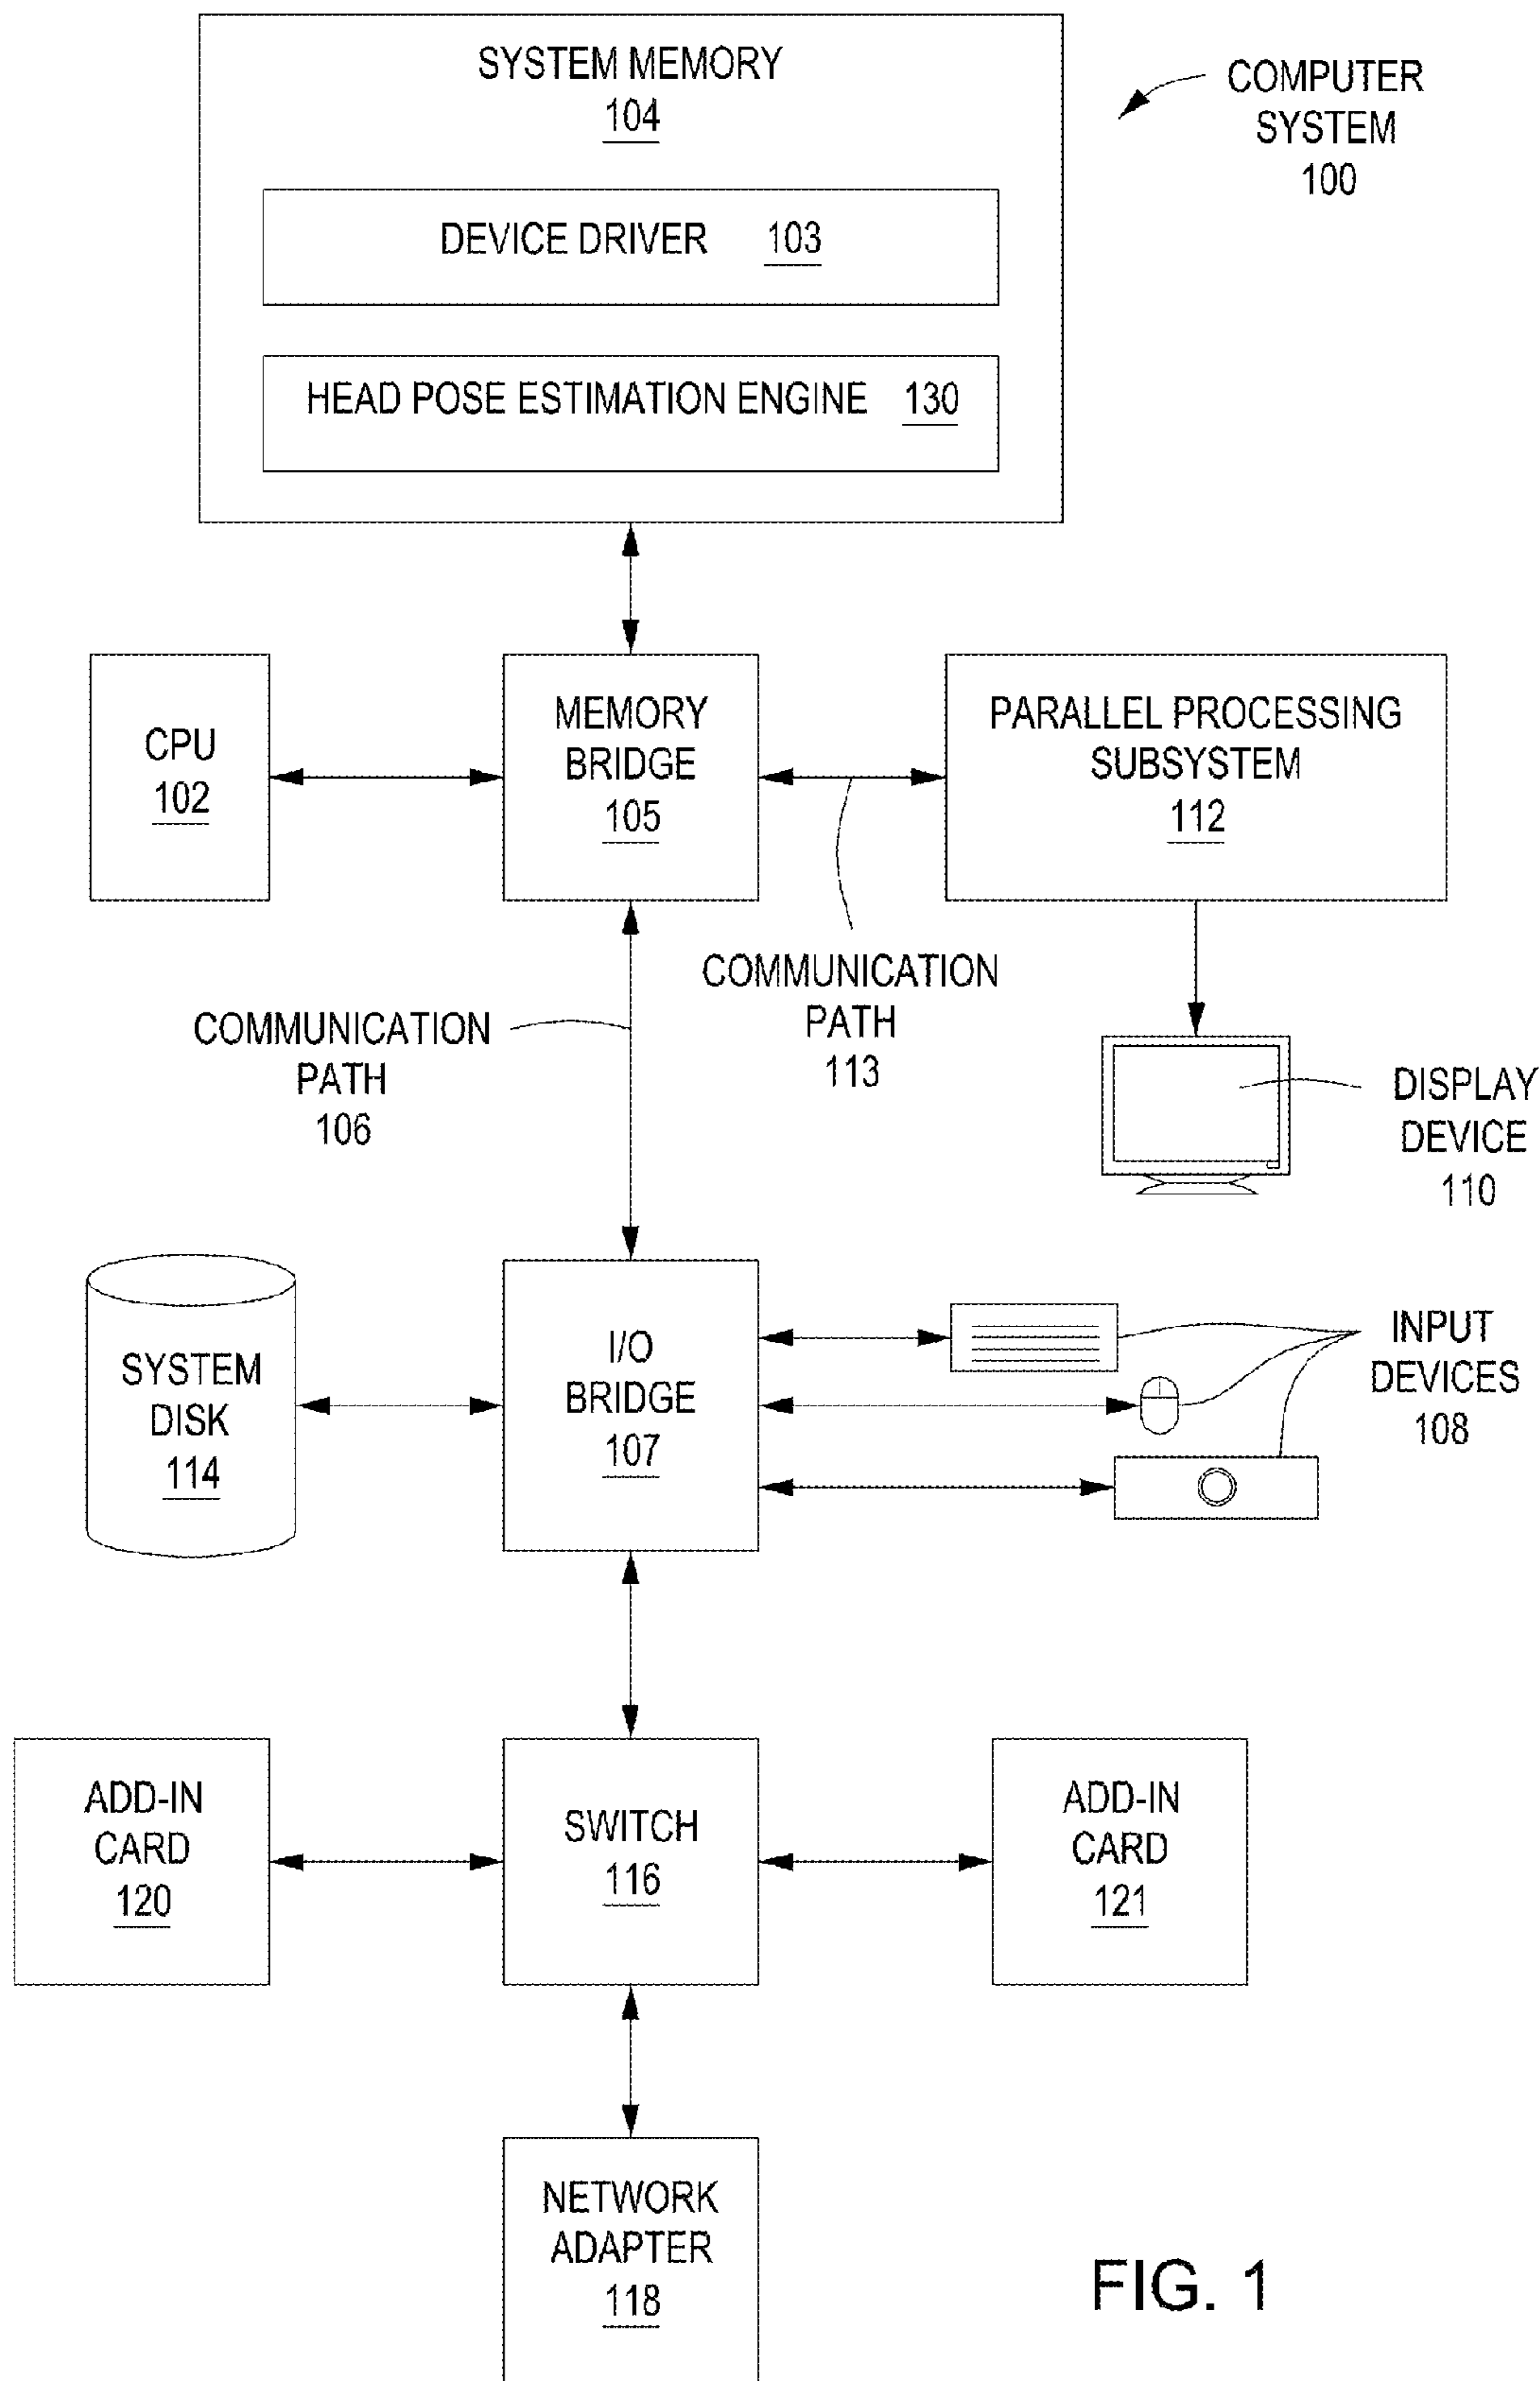 SYSTEM MEMORY
104
COMPUTER
SYSTEM
100
DEVICE DRIVER 103
HEAD POSE ESTIMATION ENGINE 130
CPU
102
MEMORY
BRIDGE
105
PARALLEL PROCESSING
SUBSYSTEM
112
COMMUNICATION
PATH
113
COMMUNICATION
PATH
106
DISPLAY
DEVICE
110
SYSTEM
DISK
114
I/O
BRIDGE
107
INPUT
DEVICES
108
ADD-IN
CARD
120
SWITCH
116
ADD-IN
CARD
121
NETWORK
ADAPTER
118
FIG. 1